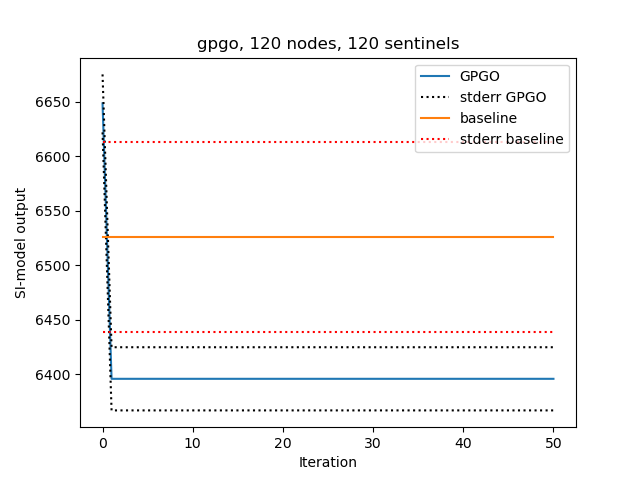 gpgo, 120 nodes, 120 sentinels
GPGO
stderr GPGO
baseline
stderr baseline
SI-model output
6650
6600
6550
6500
6450
6400
0 10 20 30 40 50
Iteration